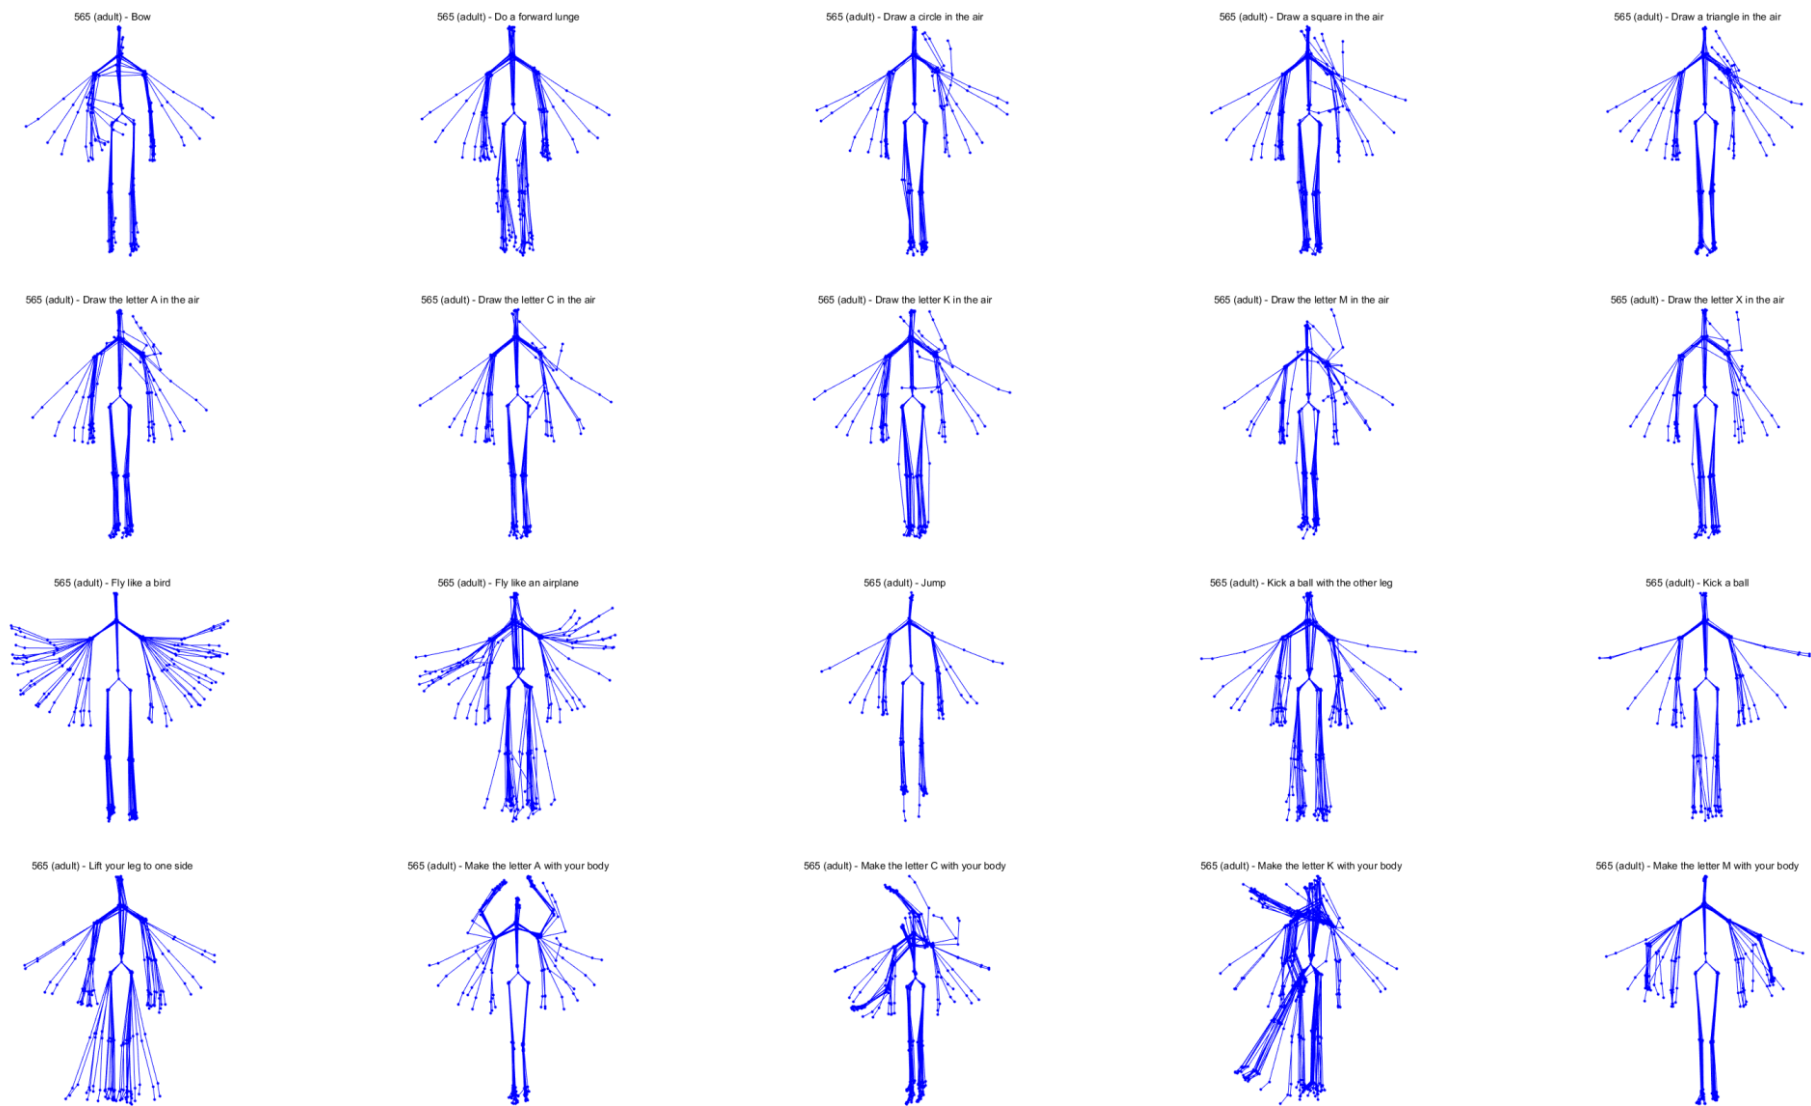 565 (adult) - Bow
565 (adult) - Do a forward lunge
565 (adult) - Draw a circle in the air
565 (adult) - Draw a square in the air
565 (adult) - Draw a triangle in the air
565 (adult) - Draw the letter A in the air
565 (adult) - Draw the letter C in the air
565 (adult) - Draw the letter K in the air
565 (adult) - Draw the letter M in the air
565 (adult) - Draw the letter X in the air
565 (adult) - Fly like a bird
565 (adult) - Fly like an airplane
565 (adult) - Jump
565 (adult) - Kick a ball with the other leg
565 (adult) - Kick a ball
565 (adult) - Lift your leg to one side
565 (adult) - Make the letter A with your body
565 (adult) - Make the letter C with your body
565 (adult) - Make the letter K with your body
565 (adult) - Make the letter M with your body